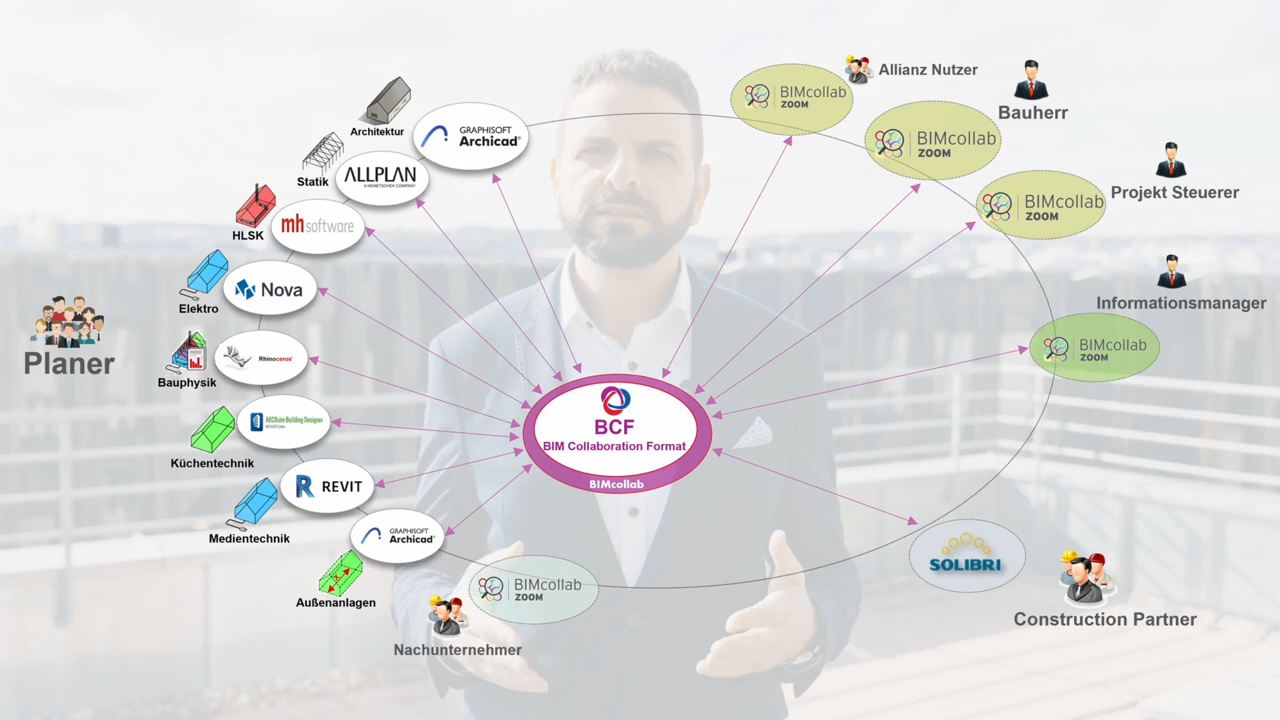 Allianz Nutzer
BIMcollab
ZOOM
Bauherr
BIMcollab
ZOOM
Projekt Steuerer
BIMcollab
ZOOM
Informationsmanager
BIMcollab
ZOOM
Architektur
GRAPHISOFT
Archicad®
Statik
ALLPLAN
A NEMETSCHEK COMPANY
HLSK
mh software
Elektro
Nova
Planer
Bauphysik
Rhinoceros®
Küchentechnik
AECOsim Building Designer
Medientechnik
R REVIT
GRAPHISOFT
Archicad®
Außenanlagen
BCF
BIM Collaboration Format
BIMcollab
BIMcollab
ZOOM
Nachunternehmer
SOLIBRI
Construction Partner